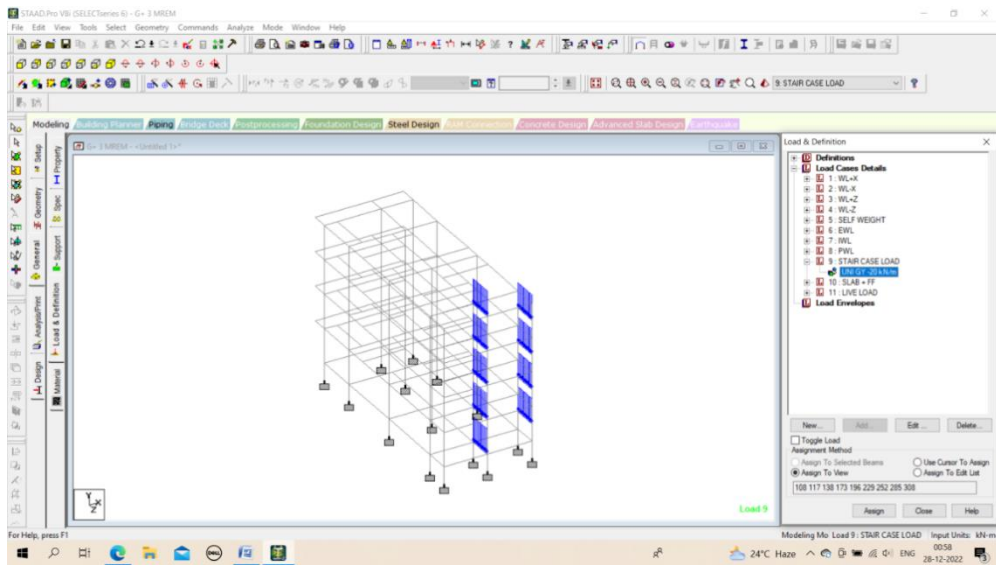 STAAD.Pro V8i (SELECTseries 6) - G+ 3 MREM
File Edit View Tools Select Geometry Commands Analyze Mode Window Help
9: STAIR CASE LOAD
Modeling Building Planner Piping Bridge Deck Postprocessing Foundation Design Steel Design RAM Connection Concrete Design Advanced Slab Design Earthquake
Setup
Geometry
General
Analysis/Print
Design
Property
Spec
Support
Load & Definition
Material
G+ 3 MREM - <Untitled 1>*
Load 9
Load & Definition
Definitions
Load Cases Details
1 : WL+X
2 : WL-X
3 : WL+Z
4 : WL-Z
5 : SELF WEIGHT
6 : EWL
7 : IWL
8 : PWL
9 : STAIR CASE LOAD
UNI GY -20 kN/m
10 : SLAB + FF
11 : LIVE LOAD
Load Envelopes
New... Add... Edit ... Delete...
Toggle Load
Assignment Method
Assign To Selected Beams Use Cursor To Assign
Assign To View Assign To Edit List
108 117 138 173 196 229 252 285 308
Assign Close Help
Y
X
Z
For Help, press F1
Modeling Mo Load 9 : STAIR CASE LOAD Input Units: kN-m
DELL
24°C Haze ENG 00:58
28-12-2022
3